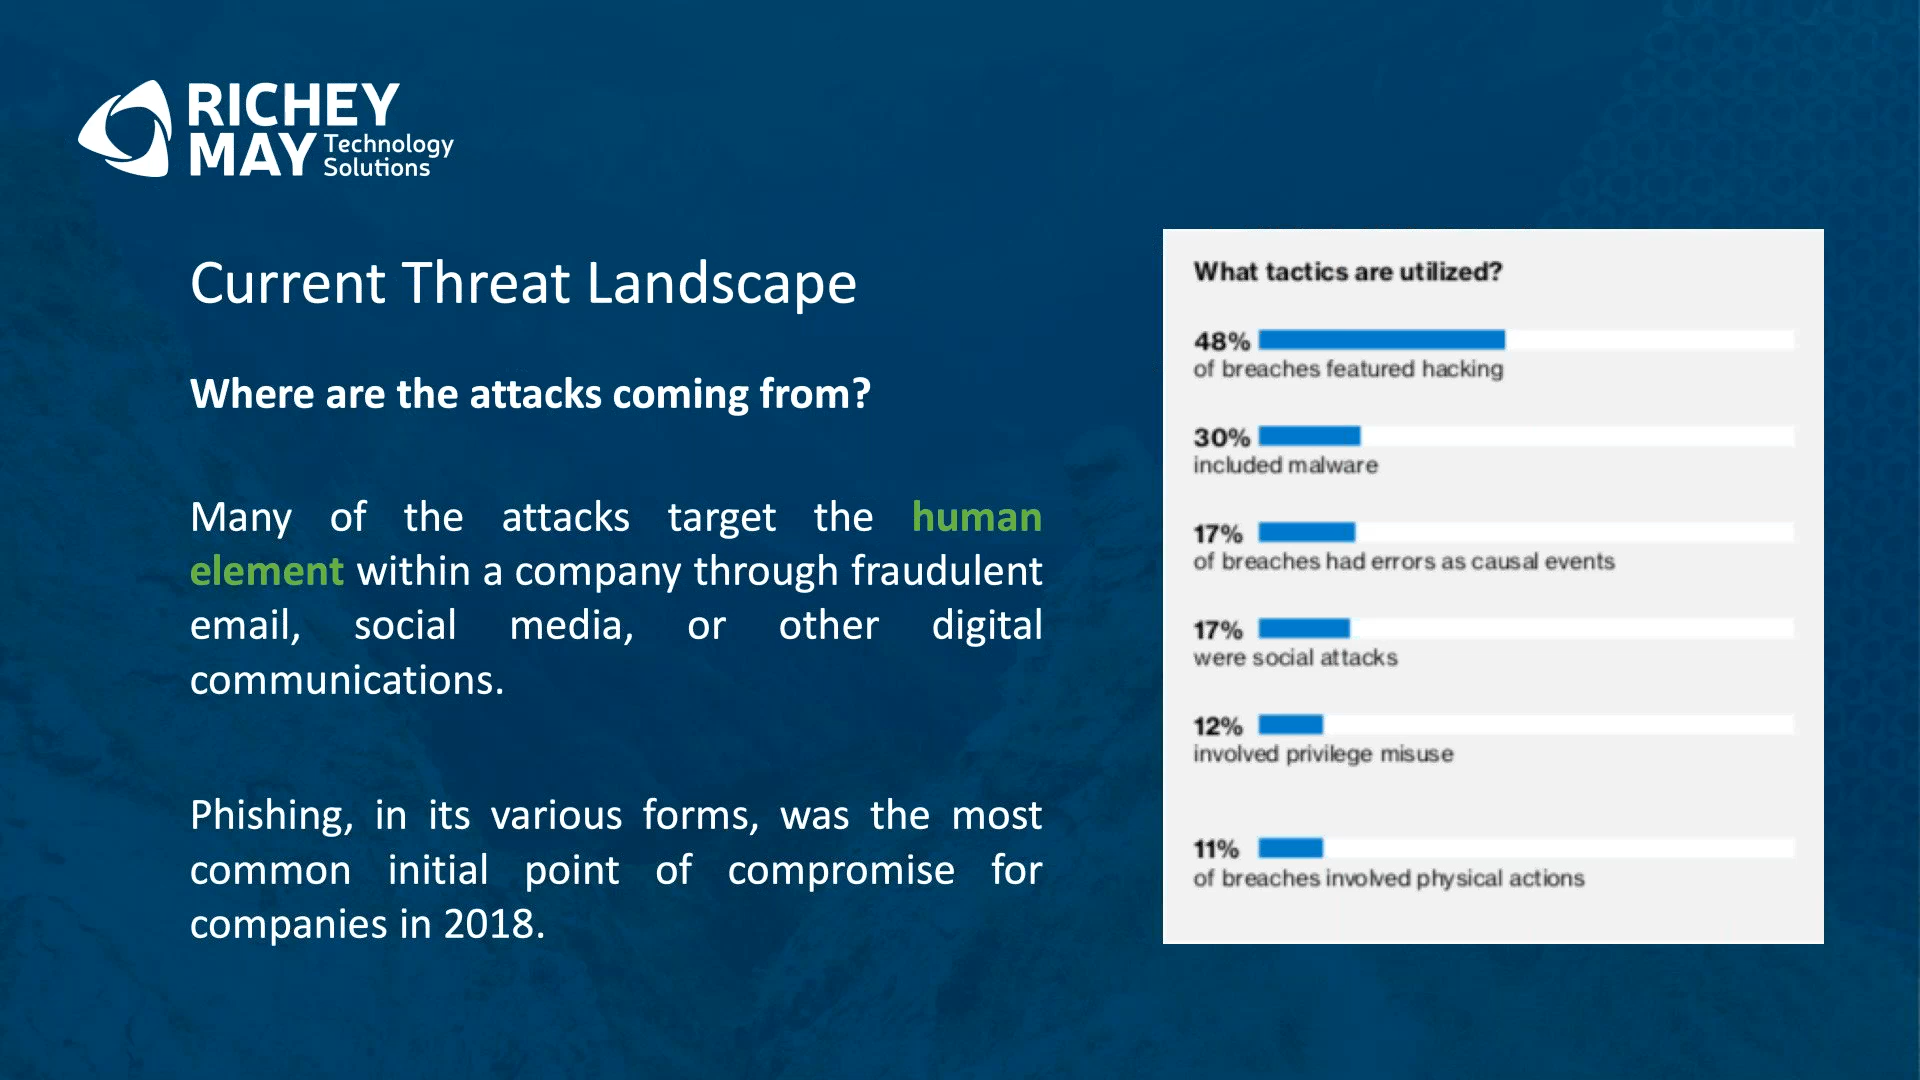 RICHEY
MAY Technology
Solutions
Current Threat Landscape
Where are the attacks coming from?
Many of the attacks target the human
element within a company through fraudulent
email, social media, or other digital
communications.
Phishing, in its various forms, was the most
common initial point of compromise for
companies in 2018.
What tactics are utilized?
48%
of breaches featured hacking
30%
included malware
17%
of breaches had errors as causal events
17%
were social attacks
12%
involved privilege misuse
11%
of breaches involved physical actions